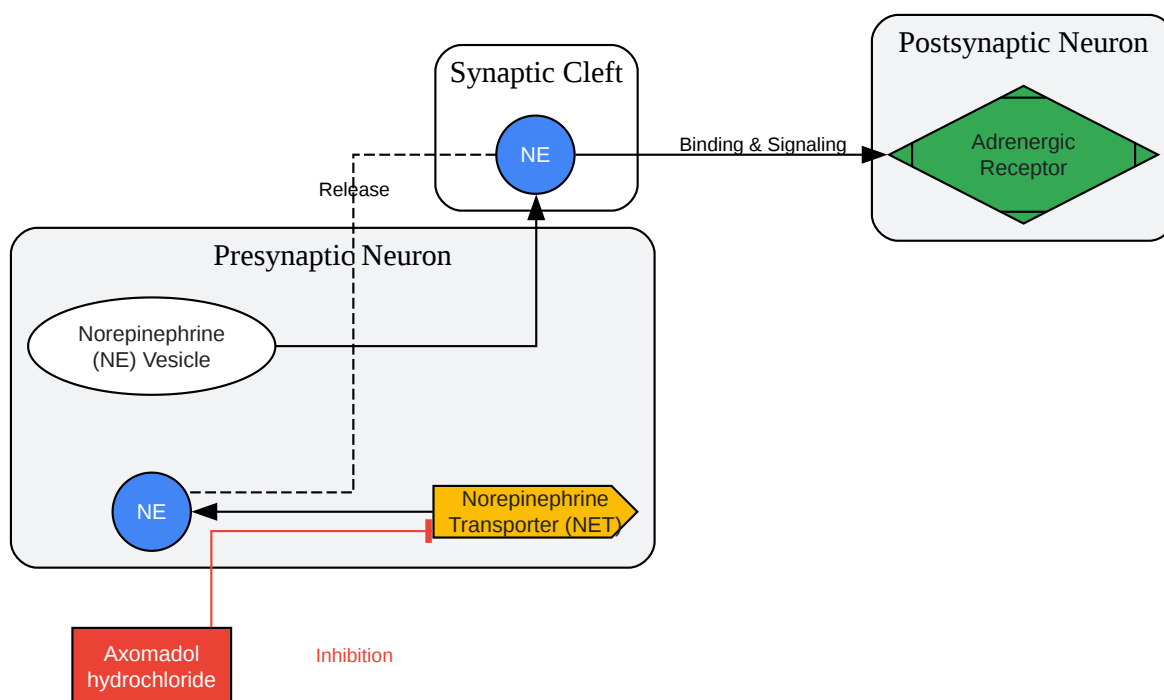 Postsynaptic Neuron
Synaptic Cleft
NE
Binding & Signaling
Adrenergic
Receptor
Release
Presynaptic Neuron
Norepinephrine
(NE) Vesicle
NE
Norepinephrine
Transporter (NET)
Axomadol
hydrochloride
Inhibition